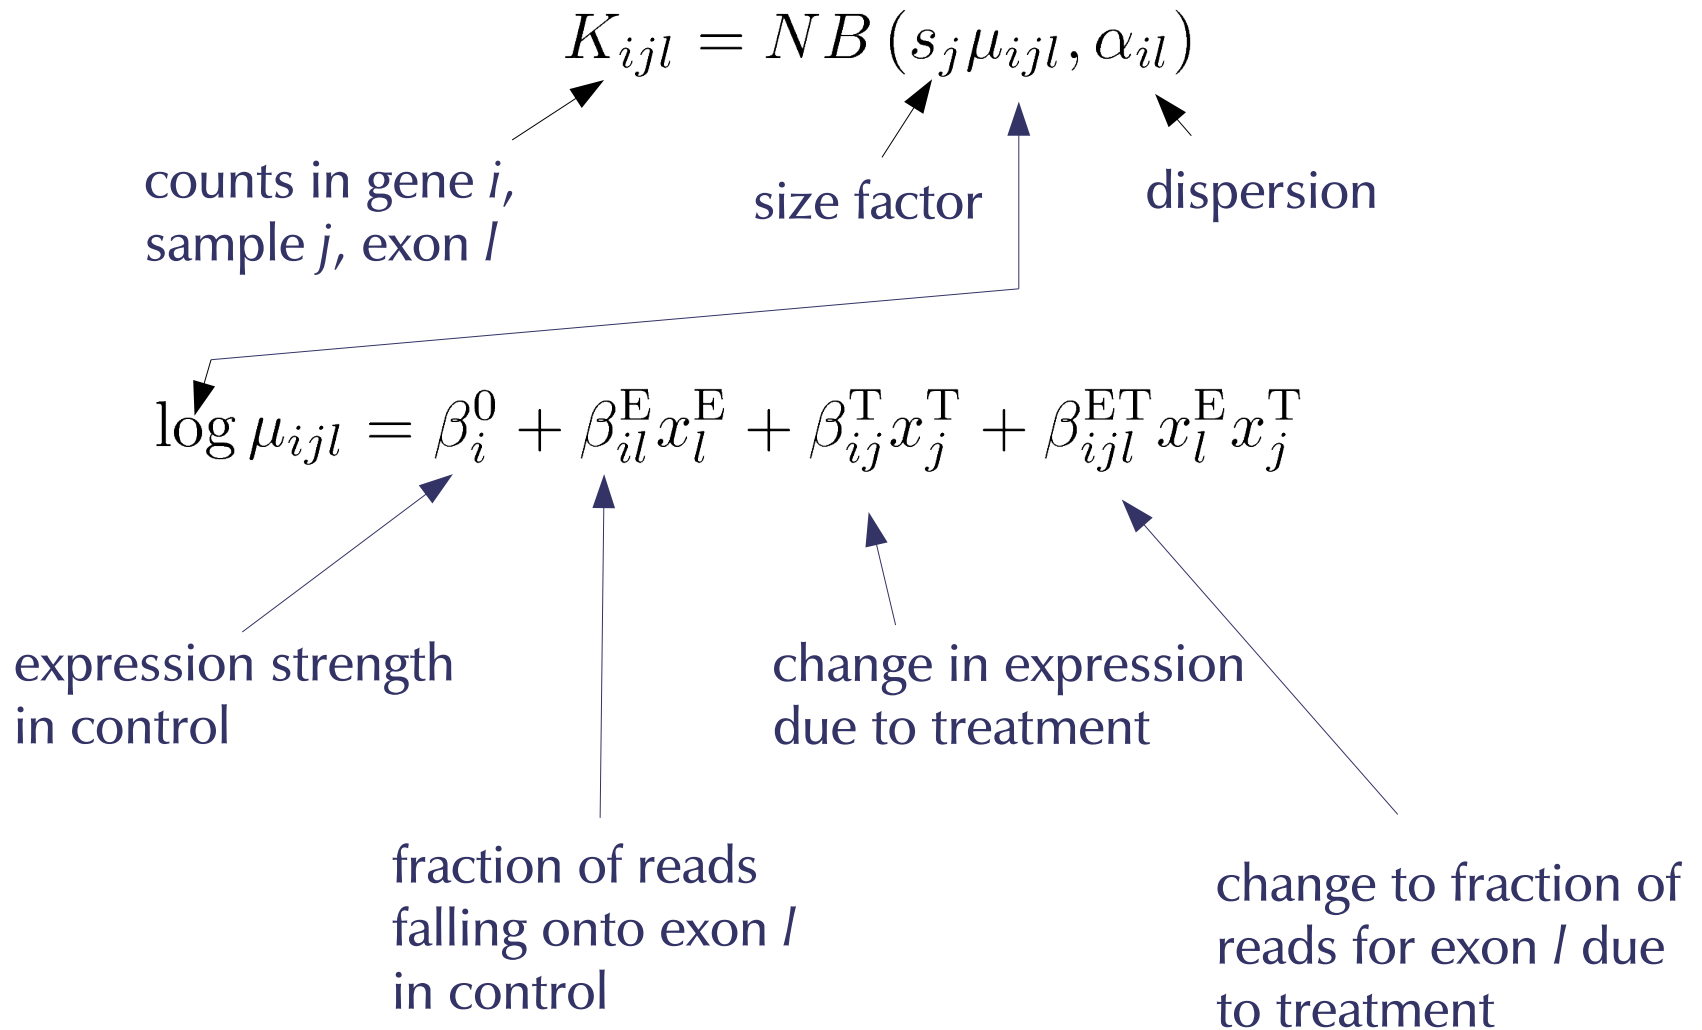 K_{ijl} = NB (s_j μ_{ijl}, α_{il})
counts in gene i,
sample j, exon l
size factor
dispersion
log μ_{ijl} = β_i^0 + β_{il}^E x_l^E + β_{ij}^T x_j^T + β_{ijl}^{ET} x_l^E x_j^T
expression strength
in control
change in expression
due to treatment
fraction of reads
falling onto exon l
in control
change to fraction of
reads for exon l due
to treatment